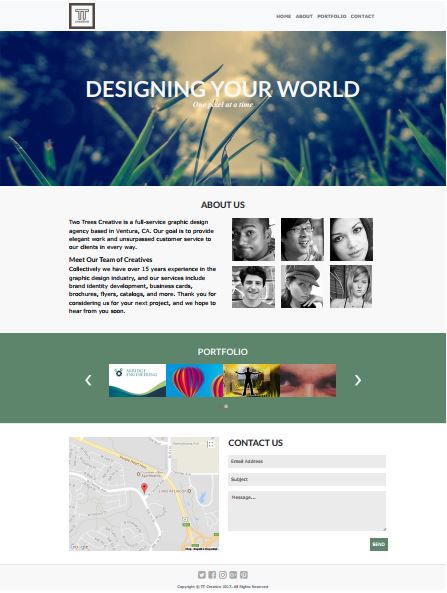 TT
HOME ABOUT PORTFOLIO CONTACT
DESIGNING YOUR WORLD
One pixel at a time
ABOUT US
Two Trees Creative is a full-service graphic design
agency based in Ventura, CA. Our goal is to provide
elegant work and unsurpassed customer service to
our clients in every way.
Meet Our Team of Creatives
Collectively we have over 15 years experience in the
graphic design industry, and our services include
brand identity development, business cards,
brochures, flyers, catalogs, and more. Thank you for
considering us for your next project, and we hope to
hear from you soon.
PORTFOLIO
AKRIDGE
ENGINEERING
Google
CONTACT US
Email Address
Subject
Message...
SEND
Copyright © TT Creative 2017. All Rights Reserved